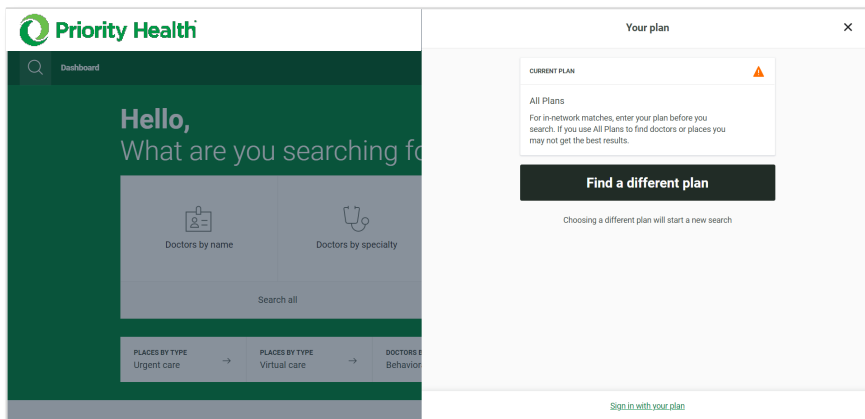 Priority Health
Your plan
Dashboard
CURRENT PLAN
All Plans
For in-network matches, enter your plan before you
search. If you use All Plans to find doctors or places you
may not get the best results.
Find a different plan
Choosing a different plan will start a new search
Sign in with your plan
Hello,
What are you searching fo
Doctors by name
Doctors by specialty
Search all
PLACES BY TYPE
Urgent care
PLACES BY TYPE
Virtual care
DOCTORS B
Behavior